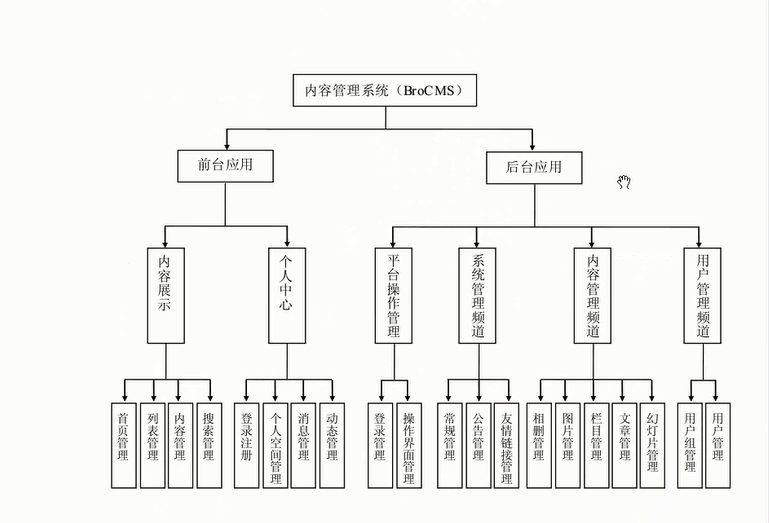 内容管理系统（BroCMS）
前台应用
后台应用
内容展示
个人中心
平台操作管理
系统管理频道
内容管理频道
用户管理频道
首页管理
列表管理
内容管理
搜索管理
登录注册
个人空间管理
消息管理
动态管理
登录管理
操作界面管理
常规管理
公告管理
友情链接管理
相删管理
图片管理
栏目管理
文章管理
幻灯片管理
用户组管理
用户管理